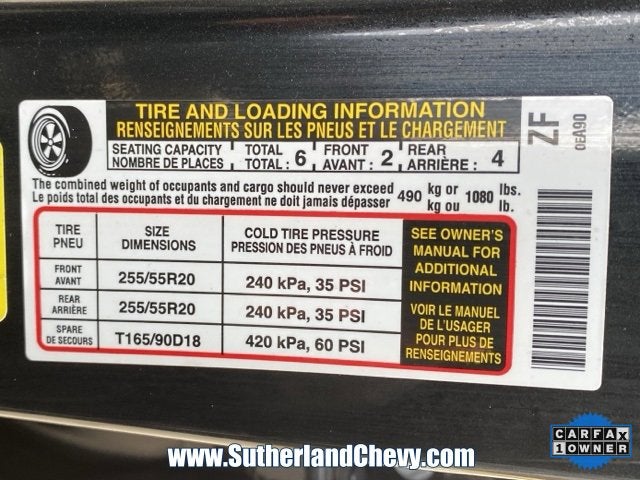 TIRE AND LOADING INFORMATION
RENSEIGNEMENTS SUR LES PNEUS ET LE CHARGEMENT
SEATING CAPACITY TOTAL FRONT REAR
NOMBRE DE PLACES TOTAL : 6 AVANT : 2 ARRIÈRE : 4
The combined weight of occupants and cargo should never exceed 490 kg or 1080 lbs.
Le poids total des occupants et du chargement ne doit jamais dépasser kg ou lb.
TIRE SIZE COLD TIRE PRESSURE
PNEU DIMENSIONS PRESSION DES PNEUS À FROID
FRONT
AVANT 255/55R20 240 kPa, 35 PSI
REAR
ARRIÈRE 255/55R20 240 kPa, 35 PSI
SPARE
DE SECOURS T165/90D18 420 kPa, 60 PSI
SEE OWNER'S
MANUAL FOR
ADDITIONAL
INFORMATION
VOIR LE MANUEL
DE L'USAGER
POUR PLUS DE
RENSEIGNEMENTS
ZF
0EA90
www.SutherlandChevy.com
CARFAX
1 OWNER